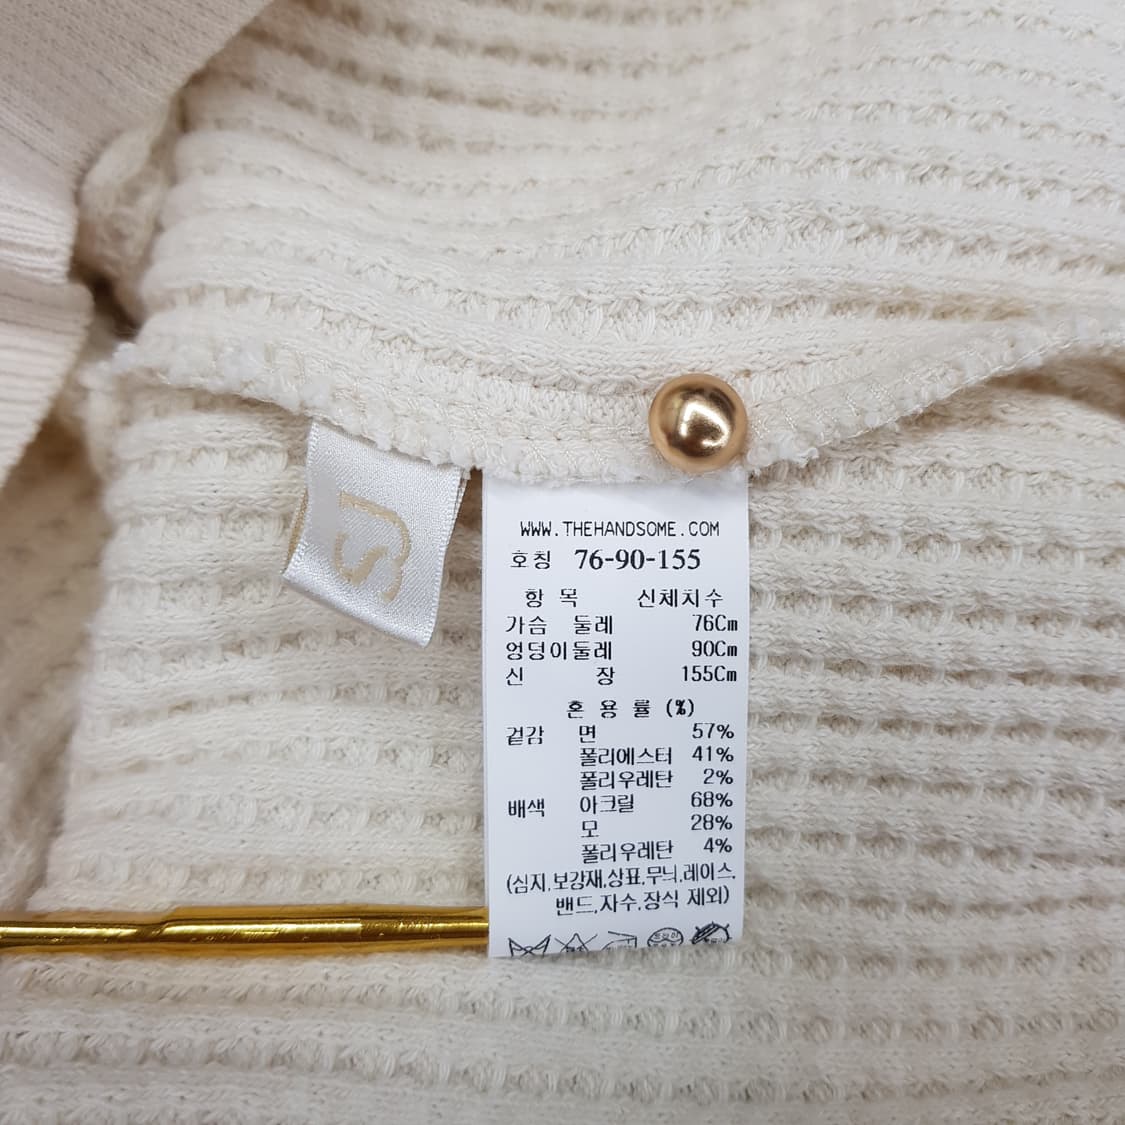 WWW.THEHANDSOME.COM
호칭 76-90-155
항 목 신체치수
가슴 둘레 76Cm
엉덩이둘레 90Cm
신 장 155Cm
혼 용 률 (%)
겉감 면 57%
폴리에스터 41%
폴리우레탄 2%
배색 아크릴 68%
모 28%
폴리우레탄 4%
(심지,보강재,상표,무늬,레이스,
밴드,자수,장식 제외)